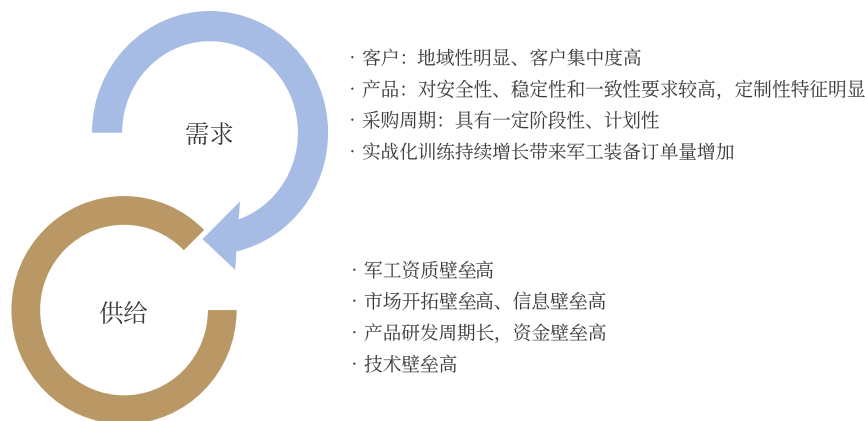 需求
· 客户：地域性明显、客户集中度高
· 产品：对安全性、稳定性和一致性要求较高，定制性特征明显
· 采购周期：具有一定阶段性、计划性
· 实战化训练持续增长带来军工装备订单量增加
供给
· 军工资质壁垒高
· 市场开拓壁垒高、信息壁垒高
· 产品研发周期长，资金壁垒高
· 技术壁垒高